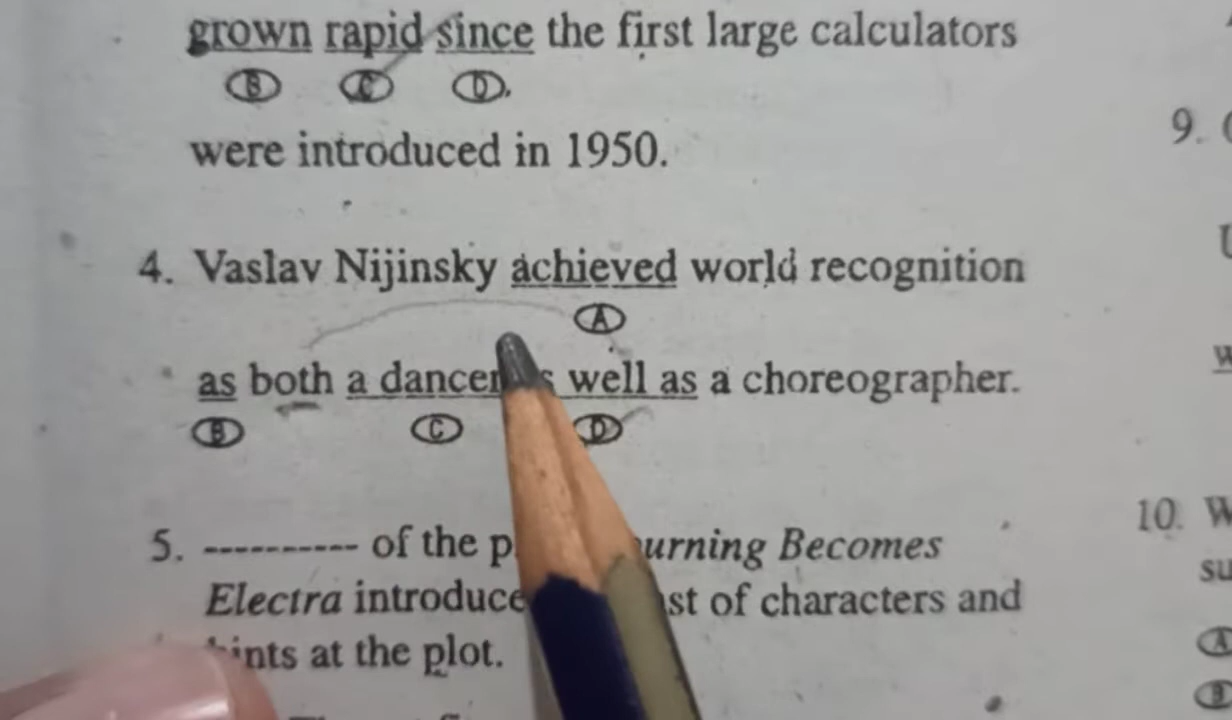 grown rapid since the first large calculators
B C D
were introduced in 1950.
9.
4. Vaslav Nijinsky achieved world recognition
A
as both a dancer well as a choreographer.
B C D
10. W
5. ---------- of the p urning Becomes
Electra introduce st of characters and
ints at the plot.
su
A
B